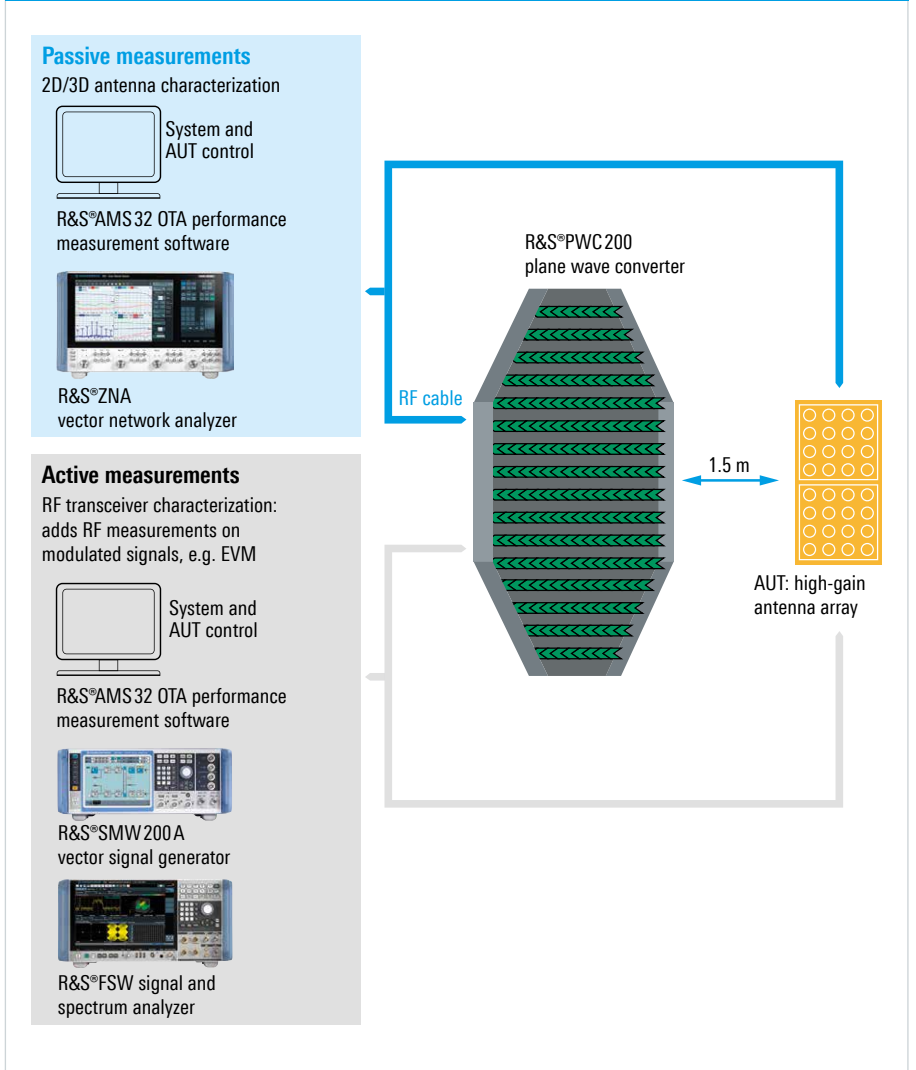 Passive measurements
2D/3D antenna characterization
System and
AUT control
R&S®AMS32 OTA performance
measurement software
R&S®ZNA
vector network analyzer
Active measurements
RF transceiver characterization:
adds RF measurements on
modulated signals, e.g. EVM
System and
AUT control
R&S®AMS32 OTA performance
measurement software
R&S®SMW200A
vector signal generator
R&S®FSW signal and
spectrum analyzer
RF cable
R&S®PWC200
plane wave converter
1.5 m
AUT: high-gain
antenna array